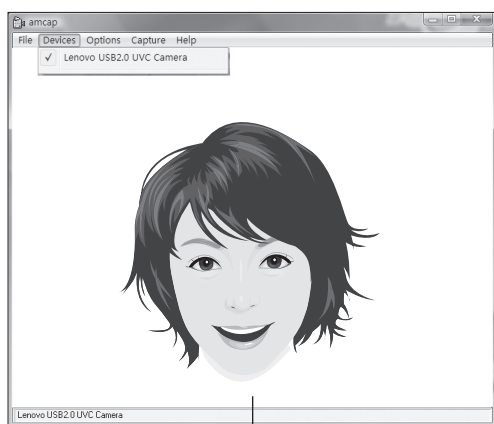 amcap
File Devices Options Capture Help
✓ Lenovo USB2.0 UVC Camera
Lenovo USB2.0 UVC Camera